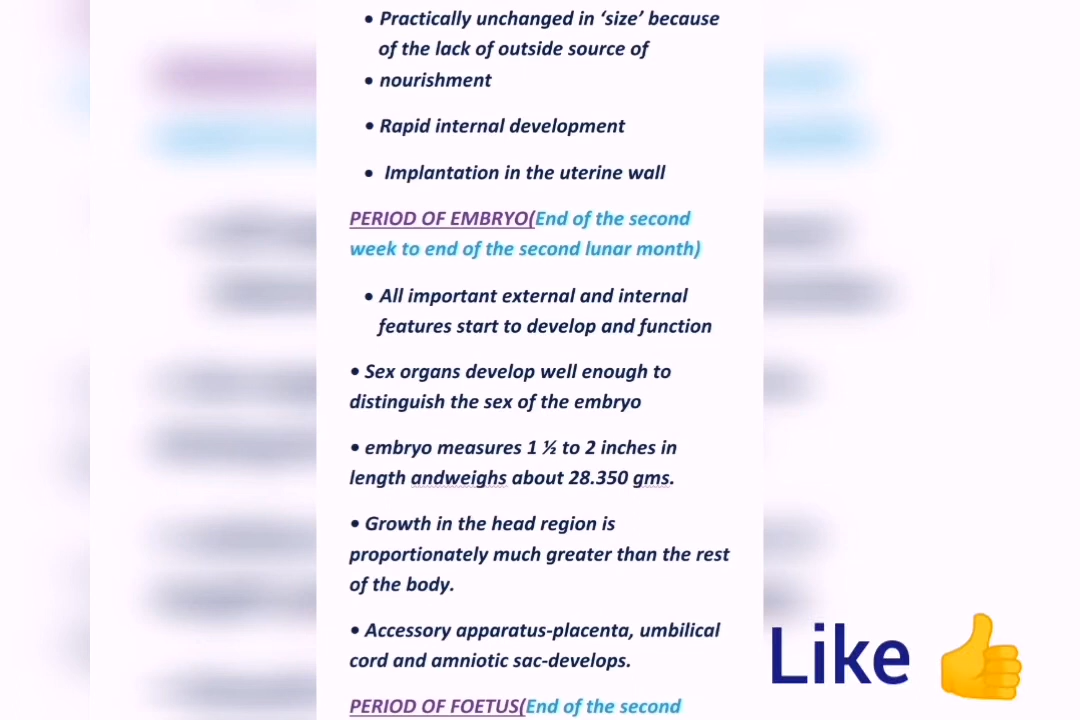 • Practically unchanged in ‘size’ because
of the lack of outside source of
• nourishment
• Rapid internal development
• Implantation in the uterine wall
PERIOD OF EMBRYO(End of the second
week to end of the second lunar month)
• All important external and internal
features start to develop and function
• Sex organs develop well enough to
distinguish the sex of the embryo
• embryo measures 1 ½ to 2 inches in
length andweighs about 28.350 gms.
• Growth in the head region is
proportionately much greater than the rest
of the body.
• Accessory apparatus-placenta, umbilical
cord and amniotic sac-develops.
PERIOD OF FOETUS(End of the second
Like 👍